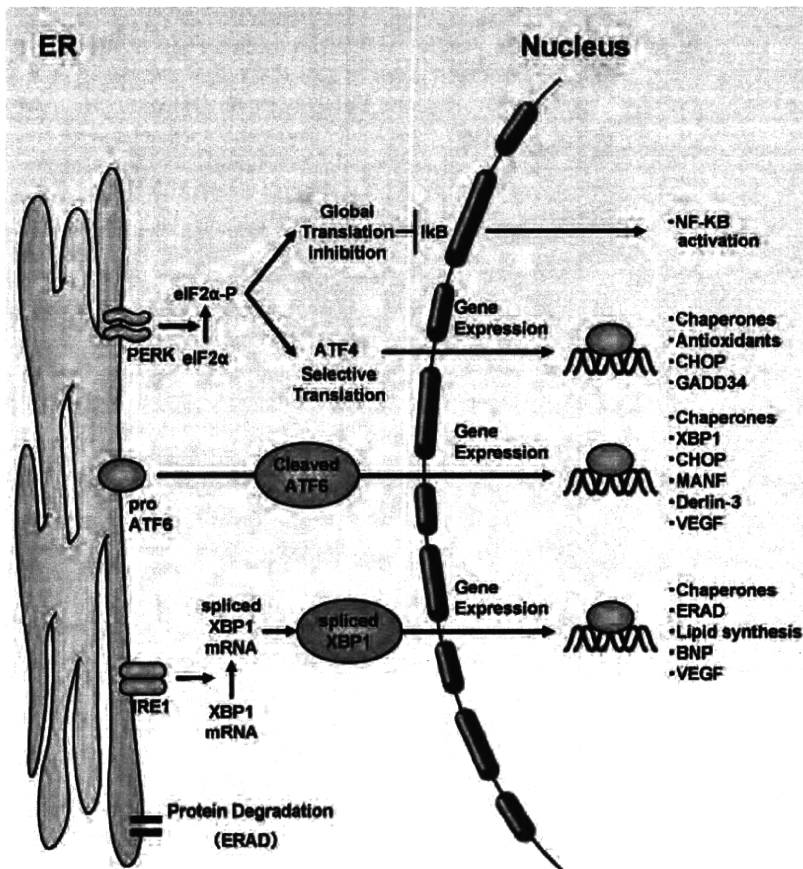 ER
Nucleus
Global
Translation
Inhibition
IkB
•NF-KB
activation
eIF2α-P
PERK
eIF2α
ATF4
Selective
Translation
Gene
Expression
•Chaperones
•Antioxidants
•CHOP
•GADD34
pro
ATF6
Cleaved
ATF6
Gene
Expression
•Chaperones
•XBP1
•CHOP
•MANF
•Derlin-3
•VEGF
IRE1
XBP1
mRNA
spliced
XBP1
mRNA
spliced
XBP1
Gene
Expression
•Chaperones
•ERAD
•Lipid synthesis
•BNP
•VEGF
Protein Degradation
(ERAD)